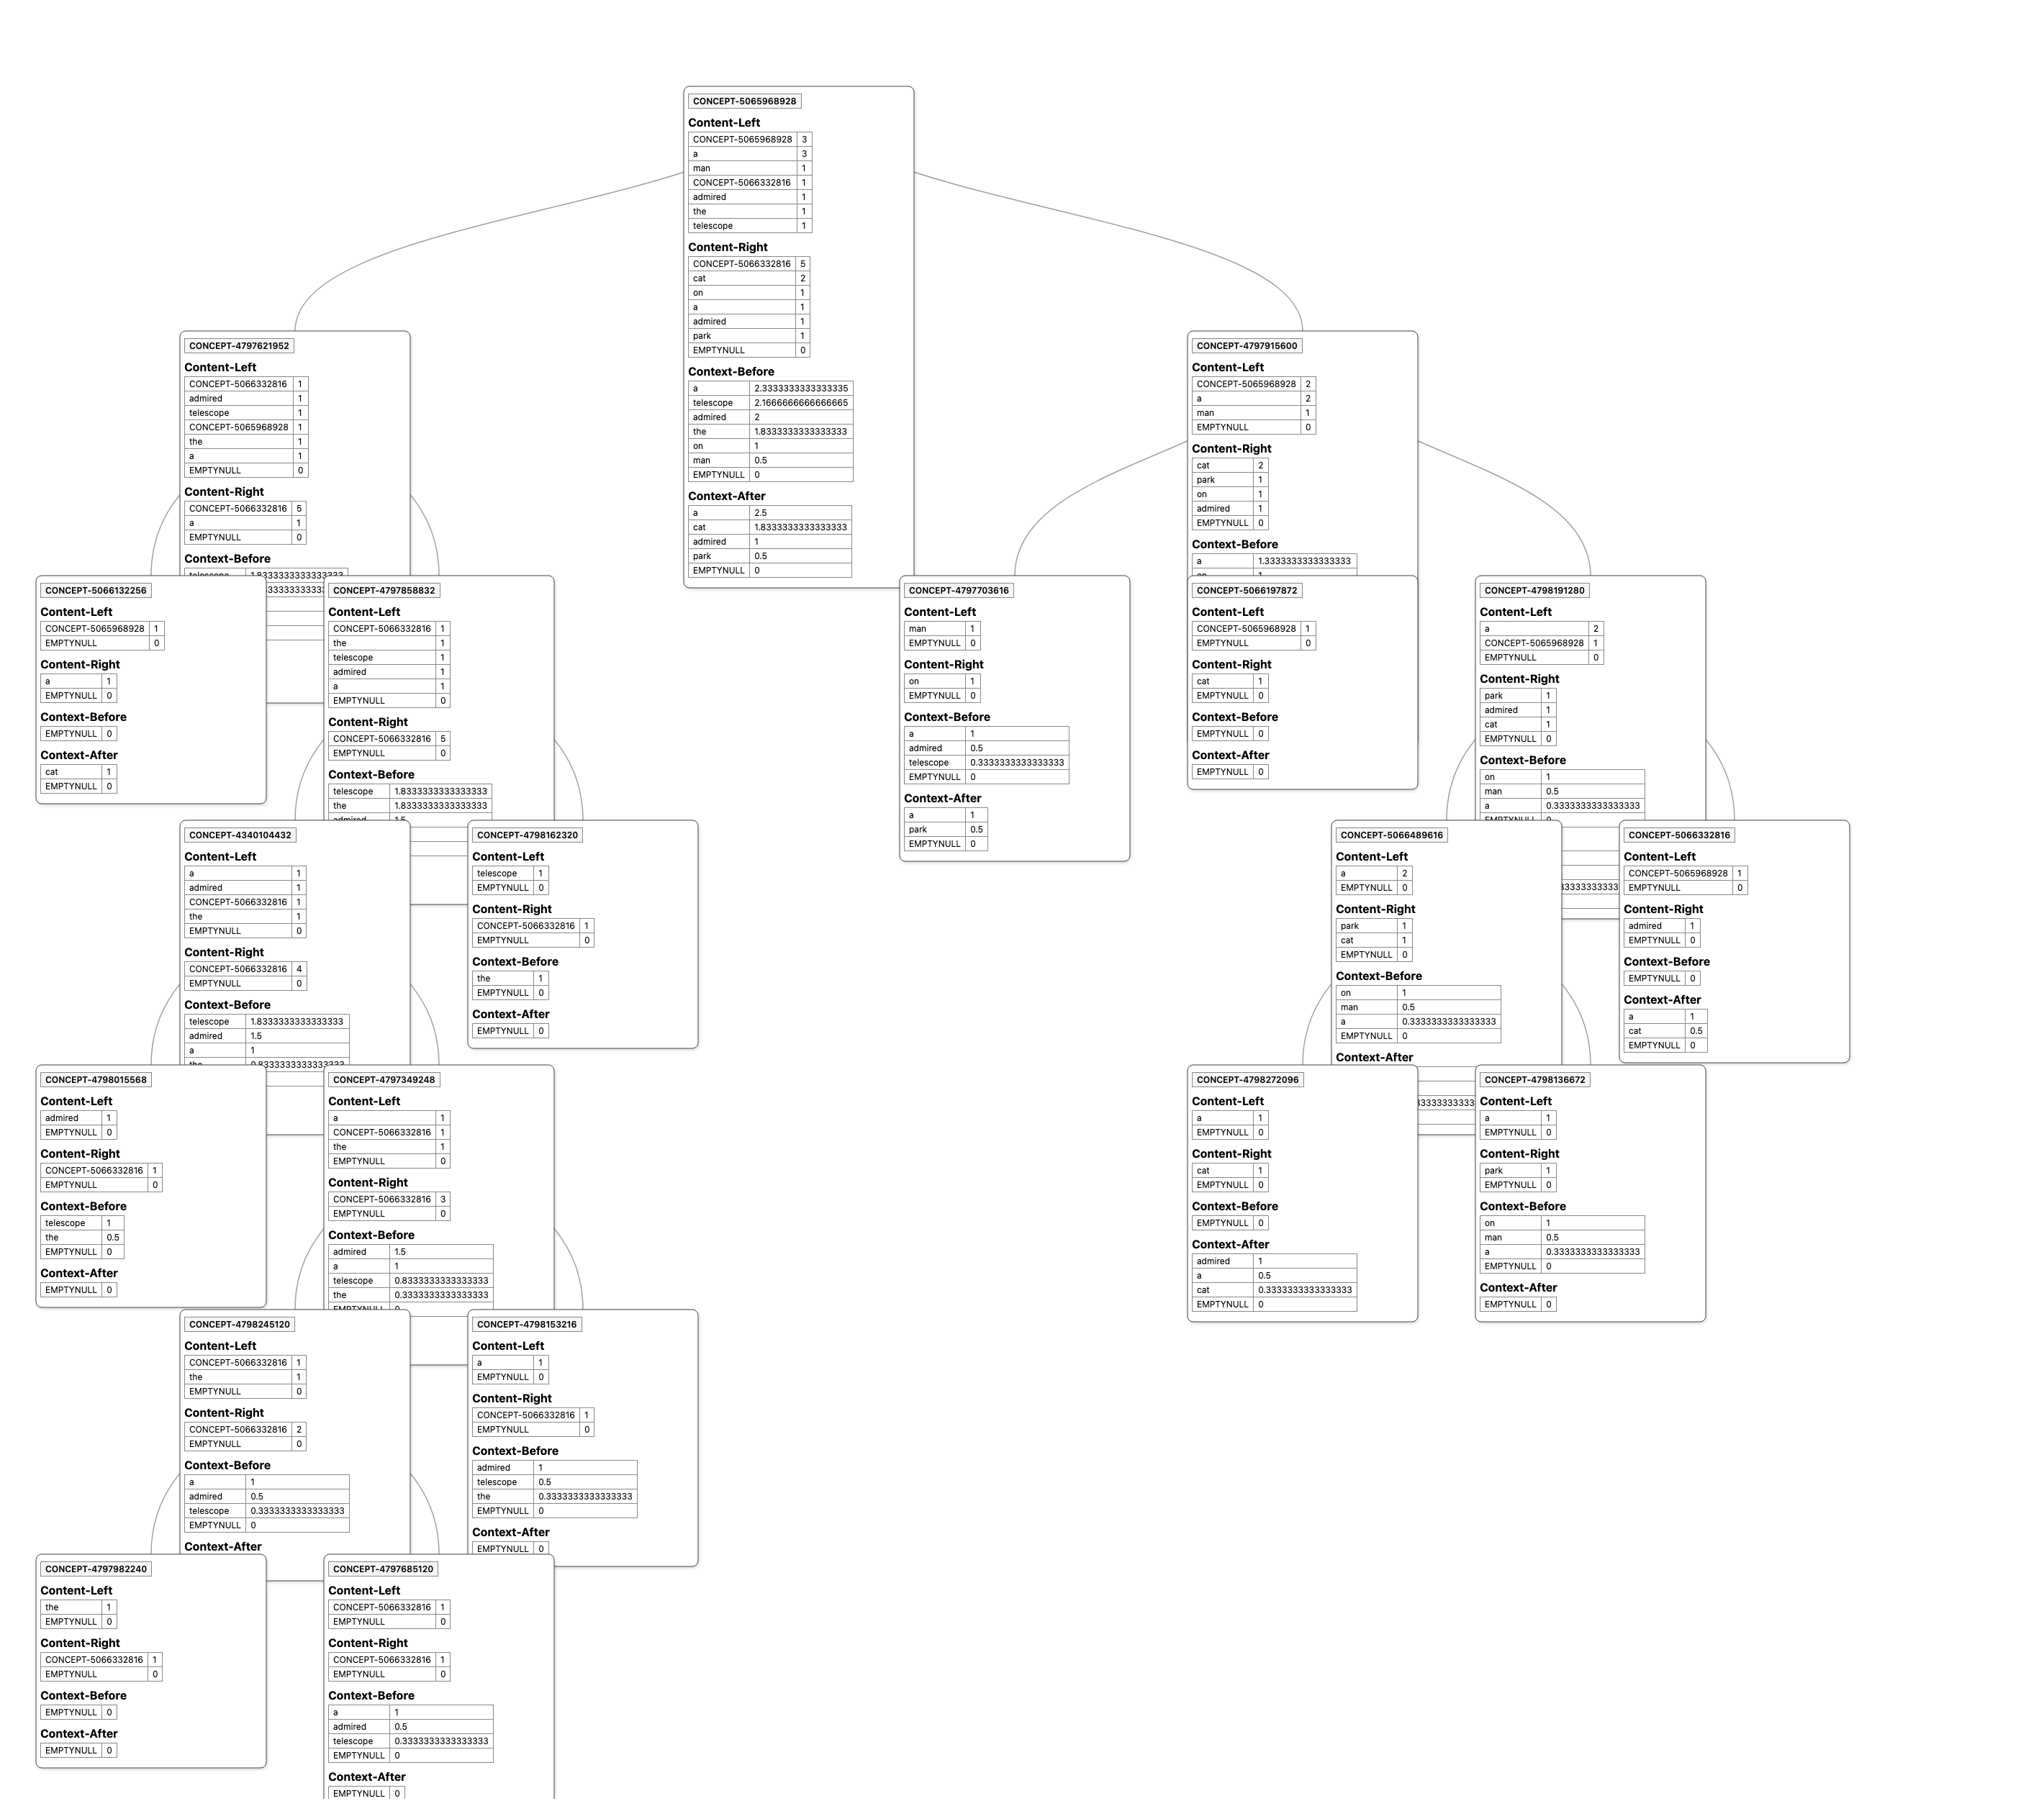 CONCEPT-5065968928
Content-Left
CONCEPT-5065968928 3
a 3
man 1
CONCEPT-5066332816 1
admired 1
the 1
telescope 1
Content-Right
CONCEPT-5066332816 5
cat 2
on 1
a 1
admired 1
park 1
EMPTYNULL 0
Context-Before
a 2.3333333333333335
telescope 2.1666666666666665
admired 2
the 1.8333333333333333
on 1
man 0.5
EMPTYNULL 0
Context-After
a 2.5
cat 1.8333333333333333
admired 1
park 0.5
EMPTYNULL 0
CONCEPT-4797621952
Content-Left
CONCEPT-5066332816 1
admired 1
telescope 1
CONCEPT-5065968928 1
the 1
a 1
EMPTYNULL 0
Content-Right
CONCEPT-5066332816 5
a 1
EMPTYNULL 0
Context-Before
telescope 1.8333333333333333
CONCEPT-4797915600
Content-Left
CONCEPT-5065968928 2
a 2
man 1
EMPTYNULL 0
Content-Right
cat 2
park 1
on 1
admired 1
EMPTYNULL 0
Context-Before
a 1.3333333333333333
on 1
CONCEPT-5066132256
Content-Left
CONCEPT-5065968928 1
EMPTYNULL 0
Content-Right
a 1
EMPTYNULL 0
Context-Before
EMPTYNULL 0
Context-After
cat 1
EMPTYNULL 0
CONCEPT-4797858832
Content-Left
CONCEPT-5066332816 1
the 1
telescope 1
admired 1
a 1
EMPTYNULL 0
Content-Right
CONCEPT-5066332816 5
EMPTYNULL 0
Context-Before
telescope 1.8333333333333333
the 1.8333333333333333
admired 1.5
CONCEPT-4797703616
Content-Left
man 1
EMPTYNULL 0
Content-Right
on 1
EMPTYNULL 0
Context-Before
a 1
admired 0.5
telescope 0.3333333333333333
EMPTYNULL 0
Context-After
a 1
park 0.5
EMPTYNULL 0
CONCEPT-5066197872
Content-Left
CONCEPT-5065968928 1
EMPTYNULL 0
Content-Right
cat 1
EMPTYNULL 0
Context-Before
EMPTYNULL 0
Context-After
EMPTYNULL 0
CONCEPT-4798191280
Content-Left
a 2
CONCEPT-5065968928 1
EMPTYNULL 0
Content-Right
park 1
admired 1
cat 1
EMPTYNULL 0
Context-Before
on 1
man 0.5
a 0.3333333333333333
EMPTYNULL 0
CONCEPT-4340104432
Content-Left
a 1
admired 1
CONCEPT-5066332816 1
the 1
EMPTYNULL 0
Content-Right
CONCEPT-5066332816 4
EMPTYNULL 0
Context-Before
telescope 1.8333333333333333
admired 1.5
a 1
the 0.8333333333333333
CONCEPT-4798162320
Content-Left
telescope 1
EMPTYNULL 0
Content-Right
CONCEPT-5066332816 1
EMPTYNULL 0
Context-Before
the 1
EMPTYNULL 0
Context-After
EMPTYNULL 0
CONCEPT-5066489616
Content-Left
a 2
EMPTYNULL 0
Content-Right
park 1
cat 1
EMPTYNULL 0
Context-Before
on 1
man 0.5
a 0.3333333333333333
EMPTYNULL 0
Context-After
CONCEPT-5066332816
Content-Left
CONCEPT-5065968928 1
EMPTYNULL 0
Content-Right
admired 1
EMPTYNULL 0
Context-Before
EMPTYNULL 0
Context-After
a 1
cat 0.5
EMPTYNULL 0
CONCEPT-4798015568
Content-Left
admired 1
EMPTYNULL 0
Content-Right
CONCEPT-5066332816 1
EMPTYNULL 0
Context-Before
telescope 1
the 0.5
EMPTYNULL 0
Context-After
EMPTYNULL 0
CONCEPT-4797349248
Content-Left
a 1
CONCEPT-5066332816 1
the 1
EMPTYNULL 0
Content-Right
CONCEPT-5066332816 3
EMPTYNULL 0
Context-Before
admired 1.5
a 1
telescope 0.8333333333333333
the 0.3333333333333333
EMPTYNULL 0
CONCEPT-4798272096
Content-Left
a 1
EMPTYNULL 0
Content-Right
cat 1
EMPTYNULL 0
Context-Before
EMPTYNULL 0
Context-After
admired 1
a 0.5
cat 0.3333333333333333
EMPTYNULL 0
CONCEPT-4798136672
Content-Left
a 1
EMPTYNULL 0
Content-Right
park 1
EMPTYNULL 0
Context-Before
on 1
man 0.5
a 0.3333333333333333
EMPTYNULL 0
Context-After
EMPTYNULL 0
CONCEPT-4798245120
Content-Left
CONCEPT-5066332816 1
the 1
EMPTYNULL 0
Content-Right
CONCEPT-5066332816 2
EMPTYNULL 0
Context-Before
a 1
admired 0.5
telescope 0.3333333333333333
EMPTYNULL 0
Context-After
CONCEPT-4798153216
Content-Left
a 1
EMPTYNULL 0
Content-Right
CONCEPT-5066332816 1
EMPTYNULL 0
Context-Before
admired 1
telescope 0.5
the 0.3333333333333333
EMPTYNULL 0
Context-After
EMPTYNULL 0
CONCEPT-4797982240
Content-Left
the 1
EMPTYNULL 0
Content-Right
CONCEPT-5066332816 1
EMPTYNULL 0
Context-Before
EMPTYNULL 0
Context-After
EMPTYNULL 0
CONCEPT-4797685120
Content-Left
CONCEPT-5066332816 1
EMPTYNULL 0
Content-Right
CONCEPT-5066332816 1
EMPTYNULL 0
Context-Before
a 1
admired 0.5
telescope 0.3333333333333333
EMPTYNULL 0
Context-After
EMPTYNULL 0